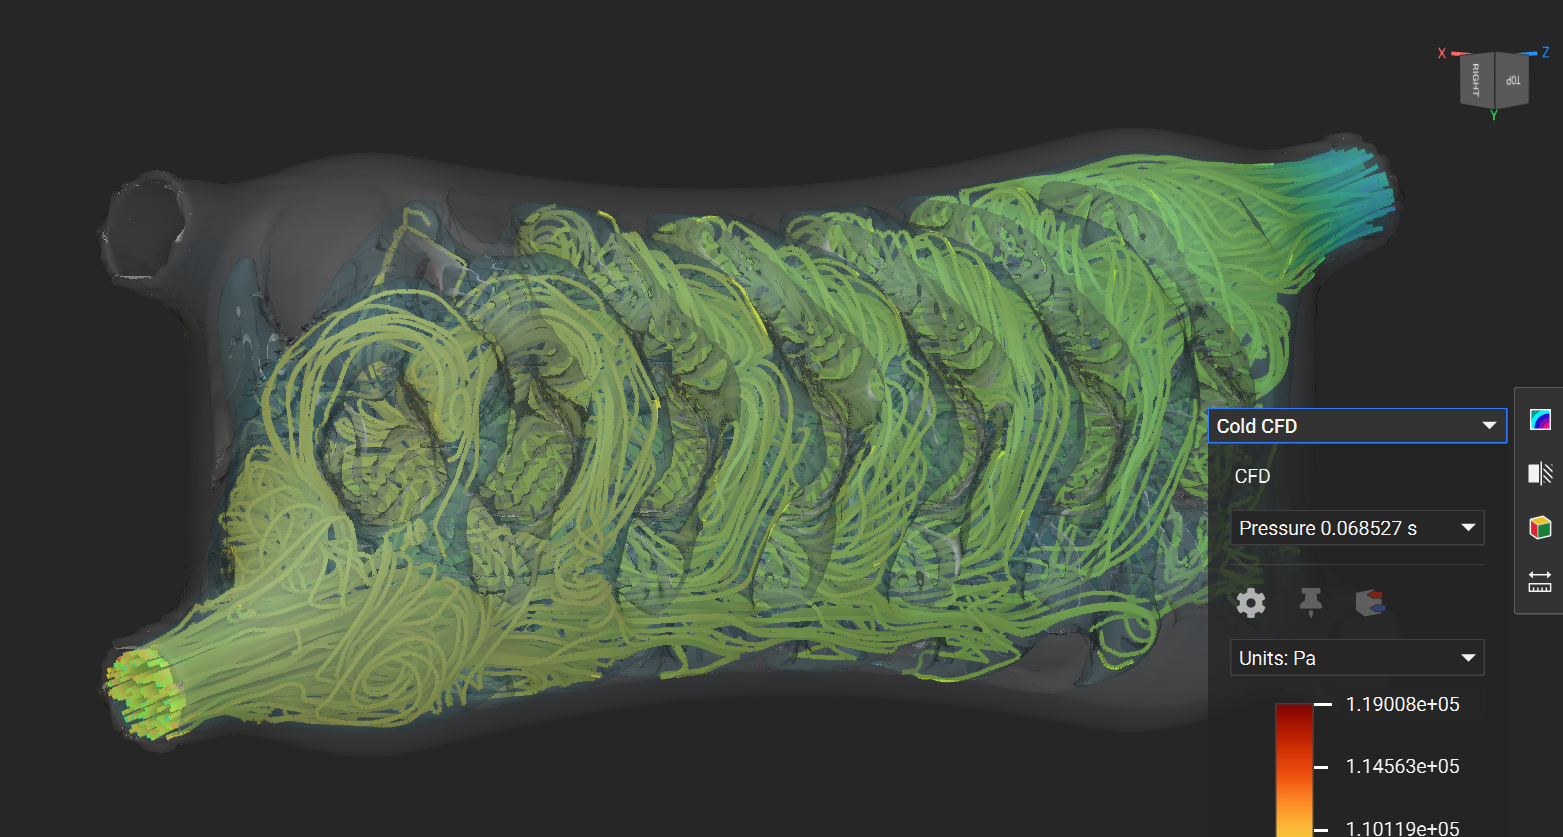 X
Z
RIGHT
TOP
Y
Cold CFD
CFD
Pressure 0.068527 s
Units: Pa
1.19008e+05
1.14563e+05
1.10119e+05